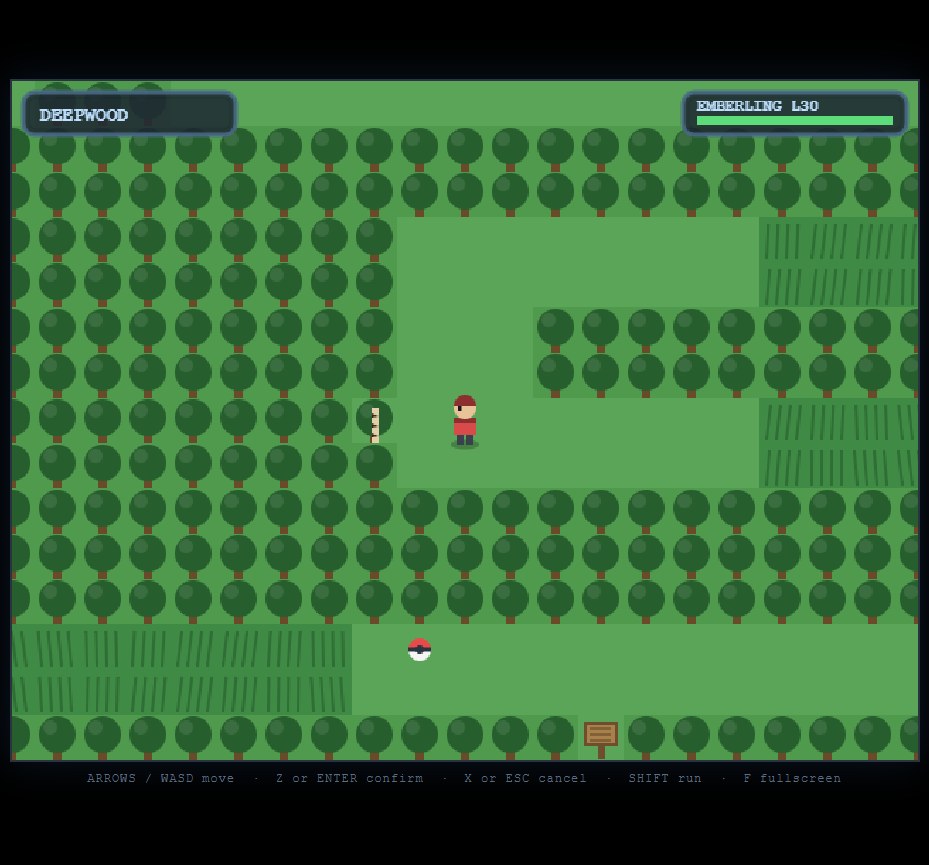 DEEPWOOD
EMBERLING L30
ARROWS / WASD move · Z or ENTER confirm · X or ESC cancel · SHIFT run · F fullscreen